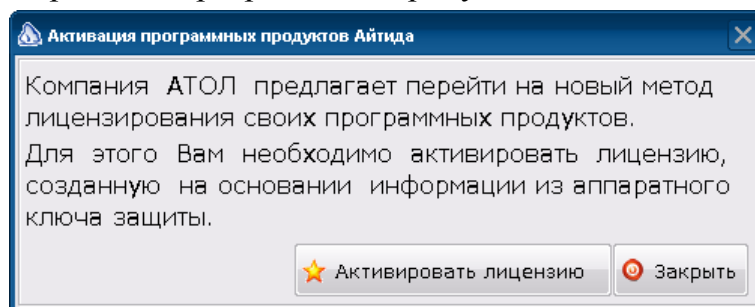 Активация программных продуктов Айтида
Компания АТОЛ предлагает перейти на новый метод
лицензирования своих программных продуктов.
Для этого Вам необходимо активировать лицензию,
созданную на основании информации из аппаратного
ключа защиты.
Активировать лицензию Закрыть